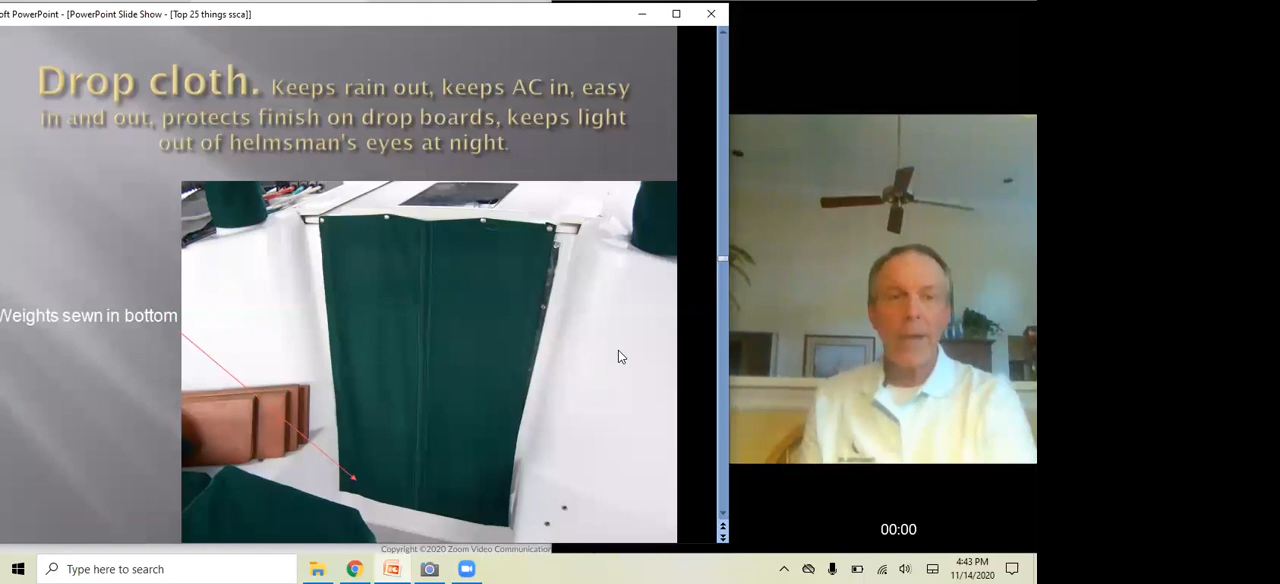 oft PowerPoint - [PowerPoint Slide Show - [Top 25 things ssca]]
Drop cloth. Keeps rain out, keeps AC in, easy
in and out, protects finish on drop boards, keeps light
out of helmsman's eyes at night.
Weights sewn in bottom
00:00
Copyright ©2020 Zoom Video Communication
Type here to search
4:43 PM
11/14/2020